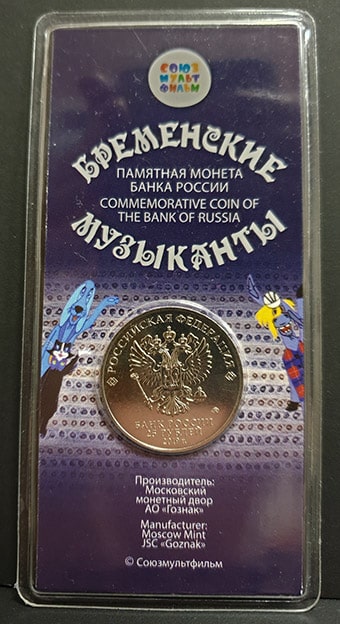 СОЮЗ
МУЛЬТ
ФИЛЬМ
БРЕМЕНСКИЕ
ПАМЯТНАЯ МОНЕТА
БАНКА РОССИИ
COMMEMORATIVE COIN OF
THE BANK OF RUSSIA
МУЗЫКАНТЫ
РОССИЙСКАЯ ФЕДЕРАЦИЯ
БАНК РОССИИ
25 РУБЛЕЙ
2019 г.
Производитель:
Московский
монетный двор
АО «Гознак»
Manufacturer:
Moscow Mint
JSC «Goznak»
© Союзмультфильм